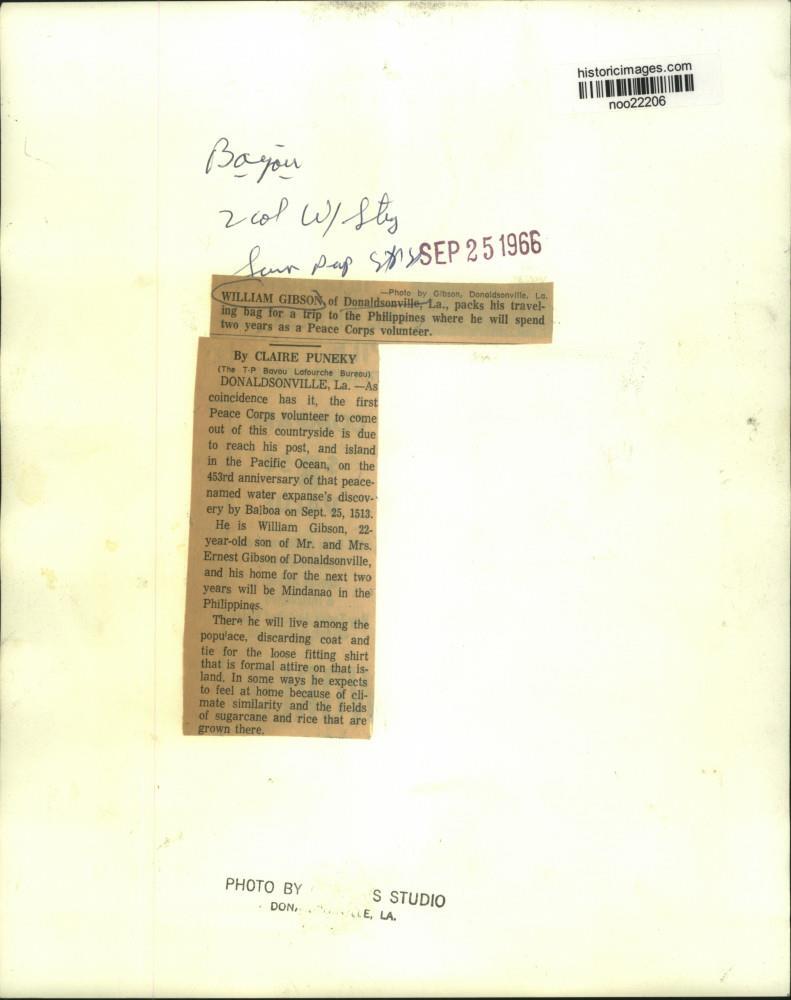 historicimages.com
noo22206
Bayou
2 col W/
SEP 25 1966
—Photo by Gibson, Donaldsonville, La.
WILLIAM GIBSON, of Donaldsonville, La., packs his travel-
ing bag for a trip to the Philippines where he will spend
two years as a Peace Corps volunteer.
By CLAIRE PUNEKY
(The T-P Bayou Lafourche Bureau)
DONALDSONVILLE, La. —As
coincidence has it, the first
Peace Corps volunteer to come
out of this countryside is due
to reach his post, and island
in the Pacific Ocean, on the
453rd anniversary of that peace-
named water expanse's discov-
ery by Balboa on Sept. 25, 1513.
He is William Gibson, 22-
year-old son of Mr. and Mrs.
Ernest Gibson of Donaldsonville,
and his home for the next two
years will be Mindanao in the
Philippines.
There he will live among the
populace, discarding coat and
tie for the loose fitting shirt
that is formal attire on that is-
land. In some ways he expects
to feel at home because of cli-
mate similarity and the fields
of sugarcane and rice that are
grown there.
PHOTO BY S STUDIO
DON E, LA.